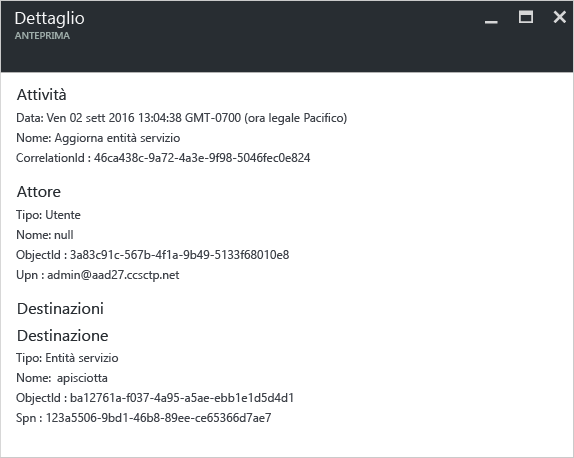 Dettaglio
ANTEPRIMA
Attività
Data: Ven 02 sett 2016 13:04:38 GMT-0700 (ora legale Pacifico)
Nome: Aggiorna entità servizio
CorrelationId : 46ca438c-9a72-4a3e-9f98-5046fec0e824
Attore
Tipo: Utente
Nome: null
ObjectId : 3a83c91c-567b-4f1a-9b49-5133f68010e8
Upn : admin@aad27.ccsctp.net
Destinazioni
Destinazione
Tipo: Entità servizio
Nome: apisciotta
ObjectId : ba12761a-f037-4a95-a5ae-ebb1e1d5d4d1
Spn : 123a5506-9bd1-46b8-89ee-ce65366d7ae7